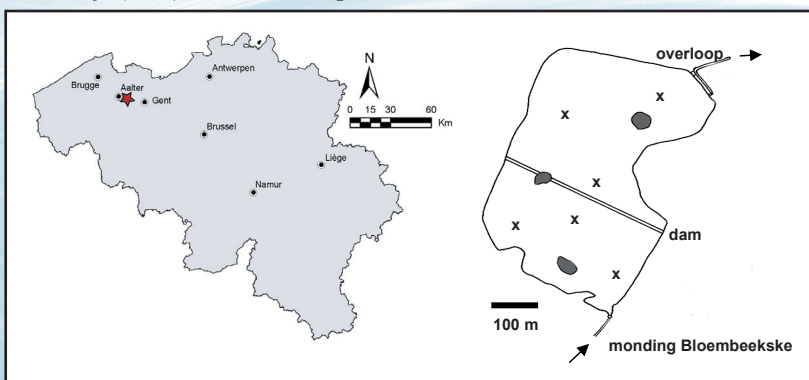 Antwerpen
Brugge
Aalter
Gent
Brussel
Liège
Namur
N
0 15 30 60
Km
overloop
x
x
x
x
x
x
dam
100 m
monding Bloembeekske